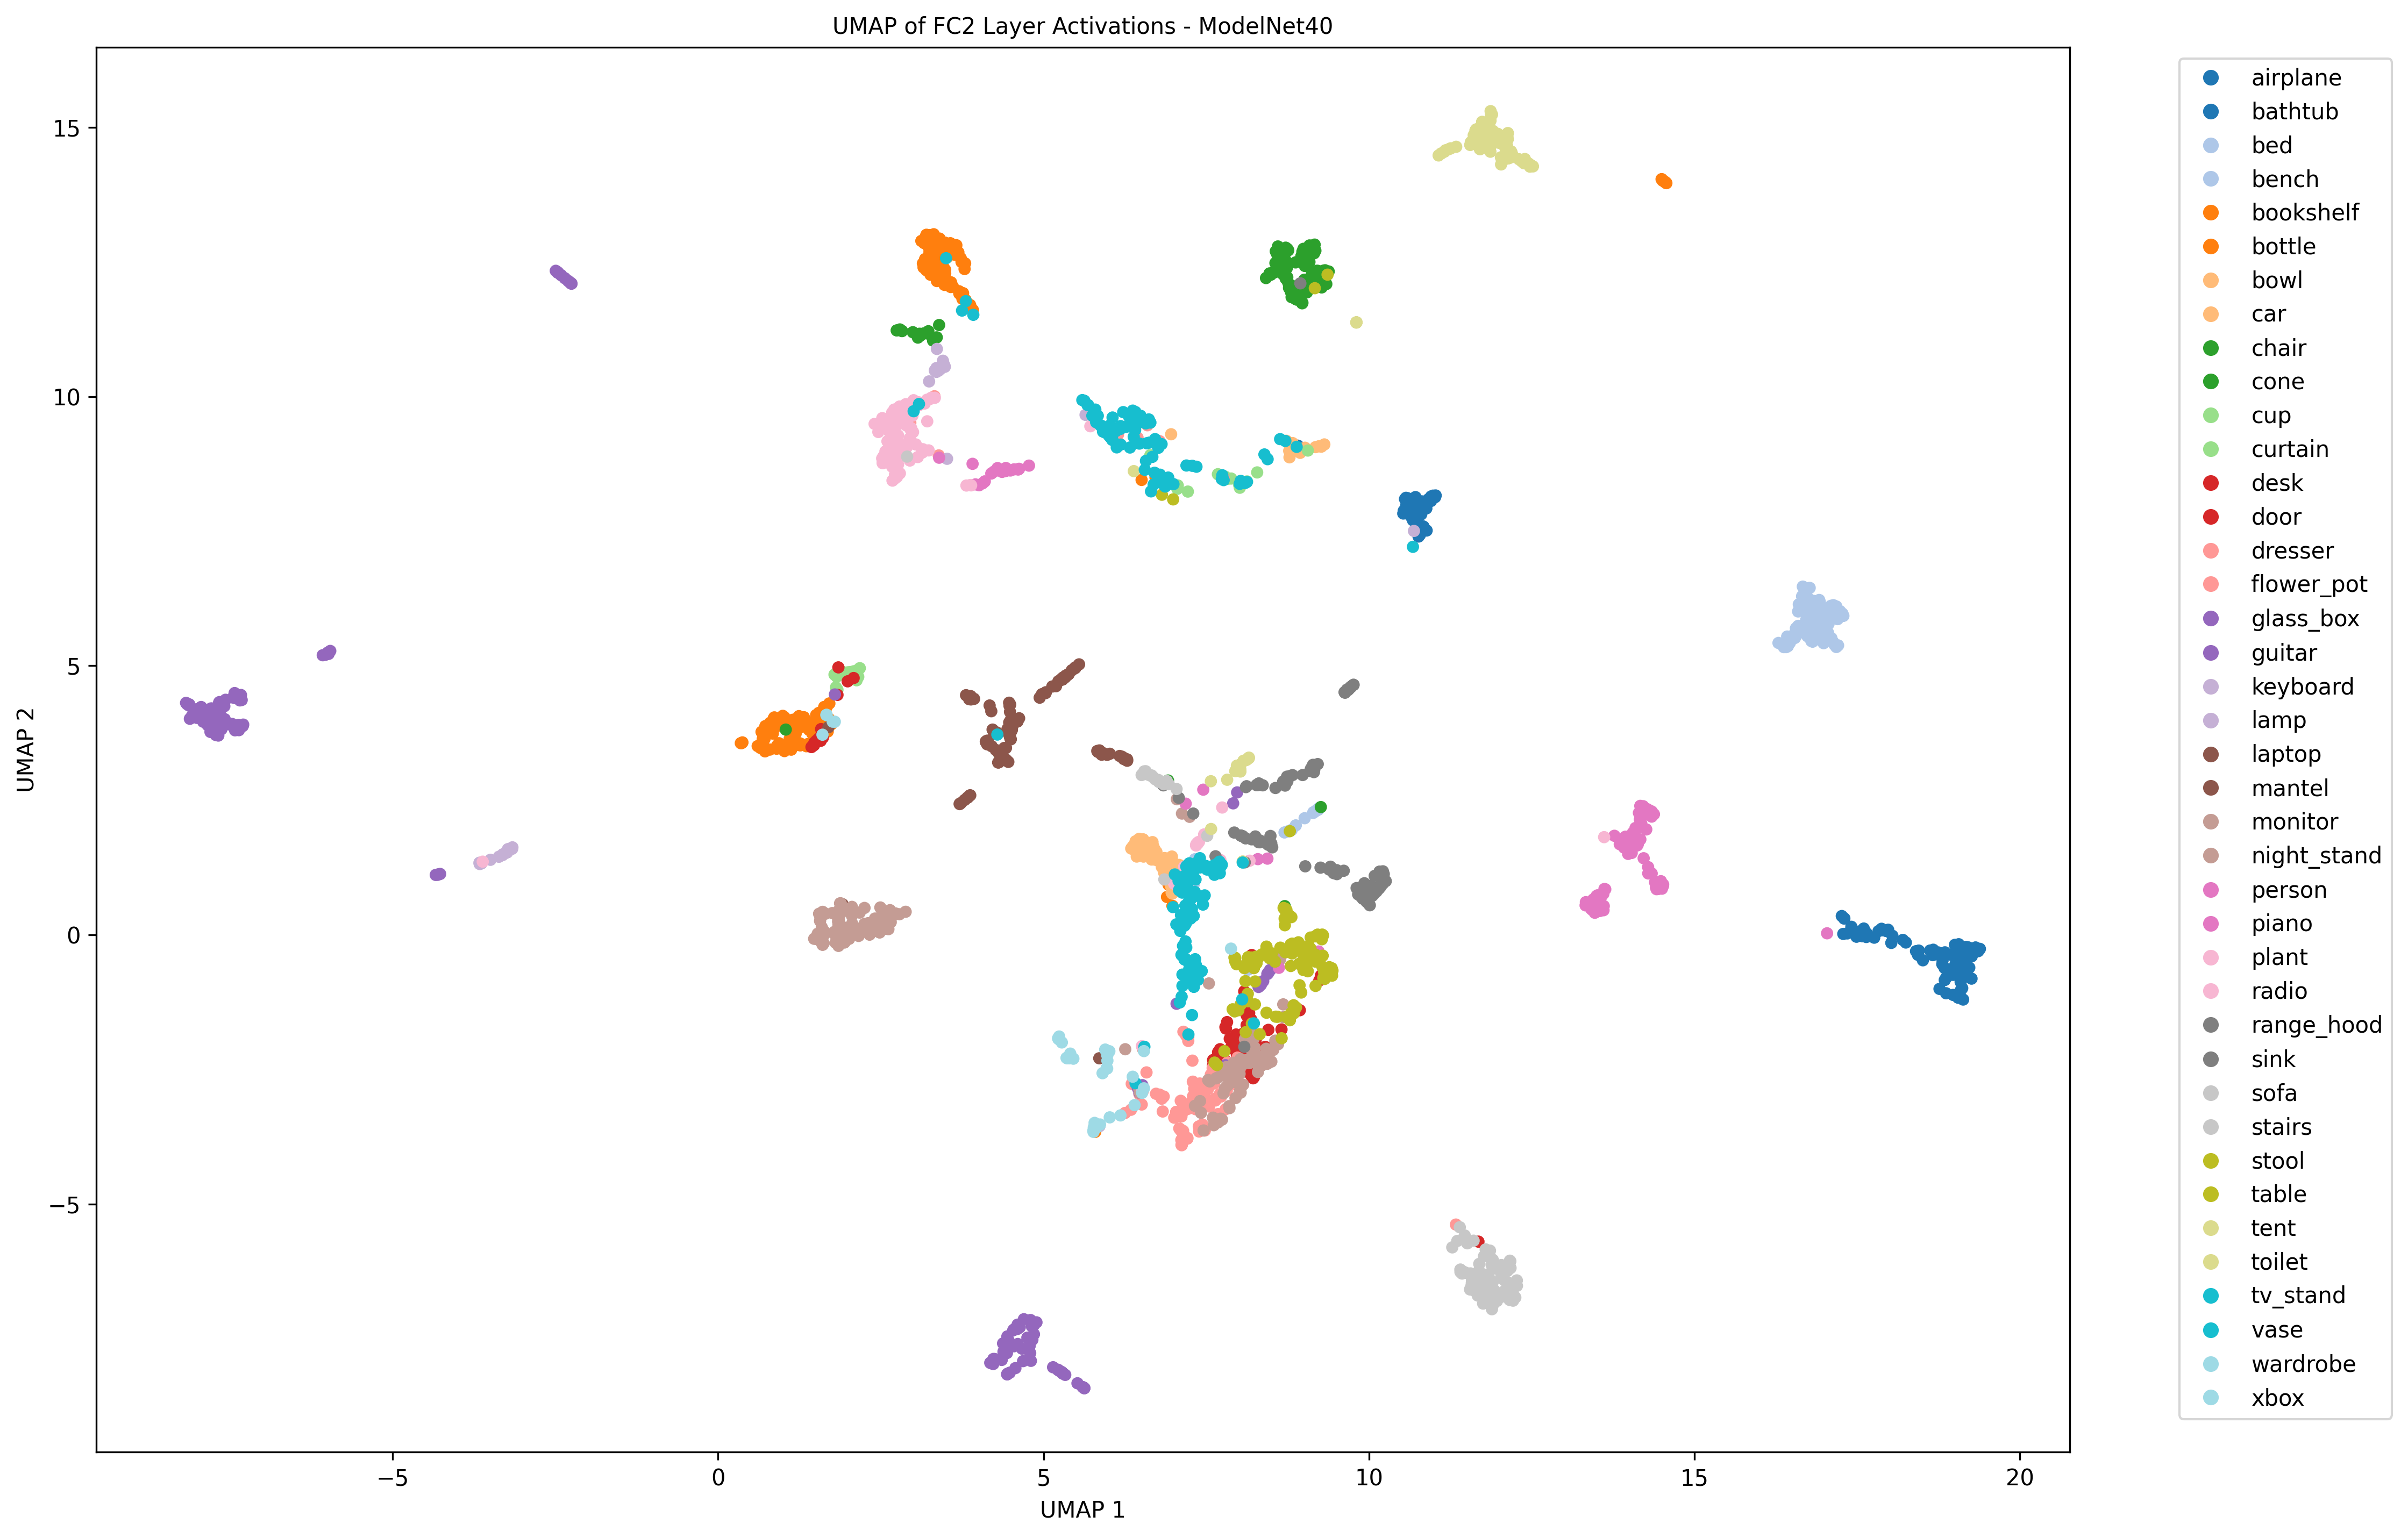 UMAP of FC2 Layer Activations - ModelNet40
15
10
5
0
−5
UMAP 2
−5
0
5
10
15
20
UMAP 1
airplane
bathtub
bed
bench
bookshelf
bottle
bowl
car
chair
cone
cup
curtain
desk
door
dresser
flower_pot
glass_box
guitar
keyboard
lamp
laptop
mantel
monitor
night_stand
person
piano
plant
radio
range_hood
sink
sofa
stairs
stool
table
tent
toilet
tv_stand
vase
wardrobe
xbox